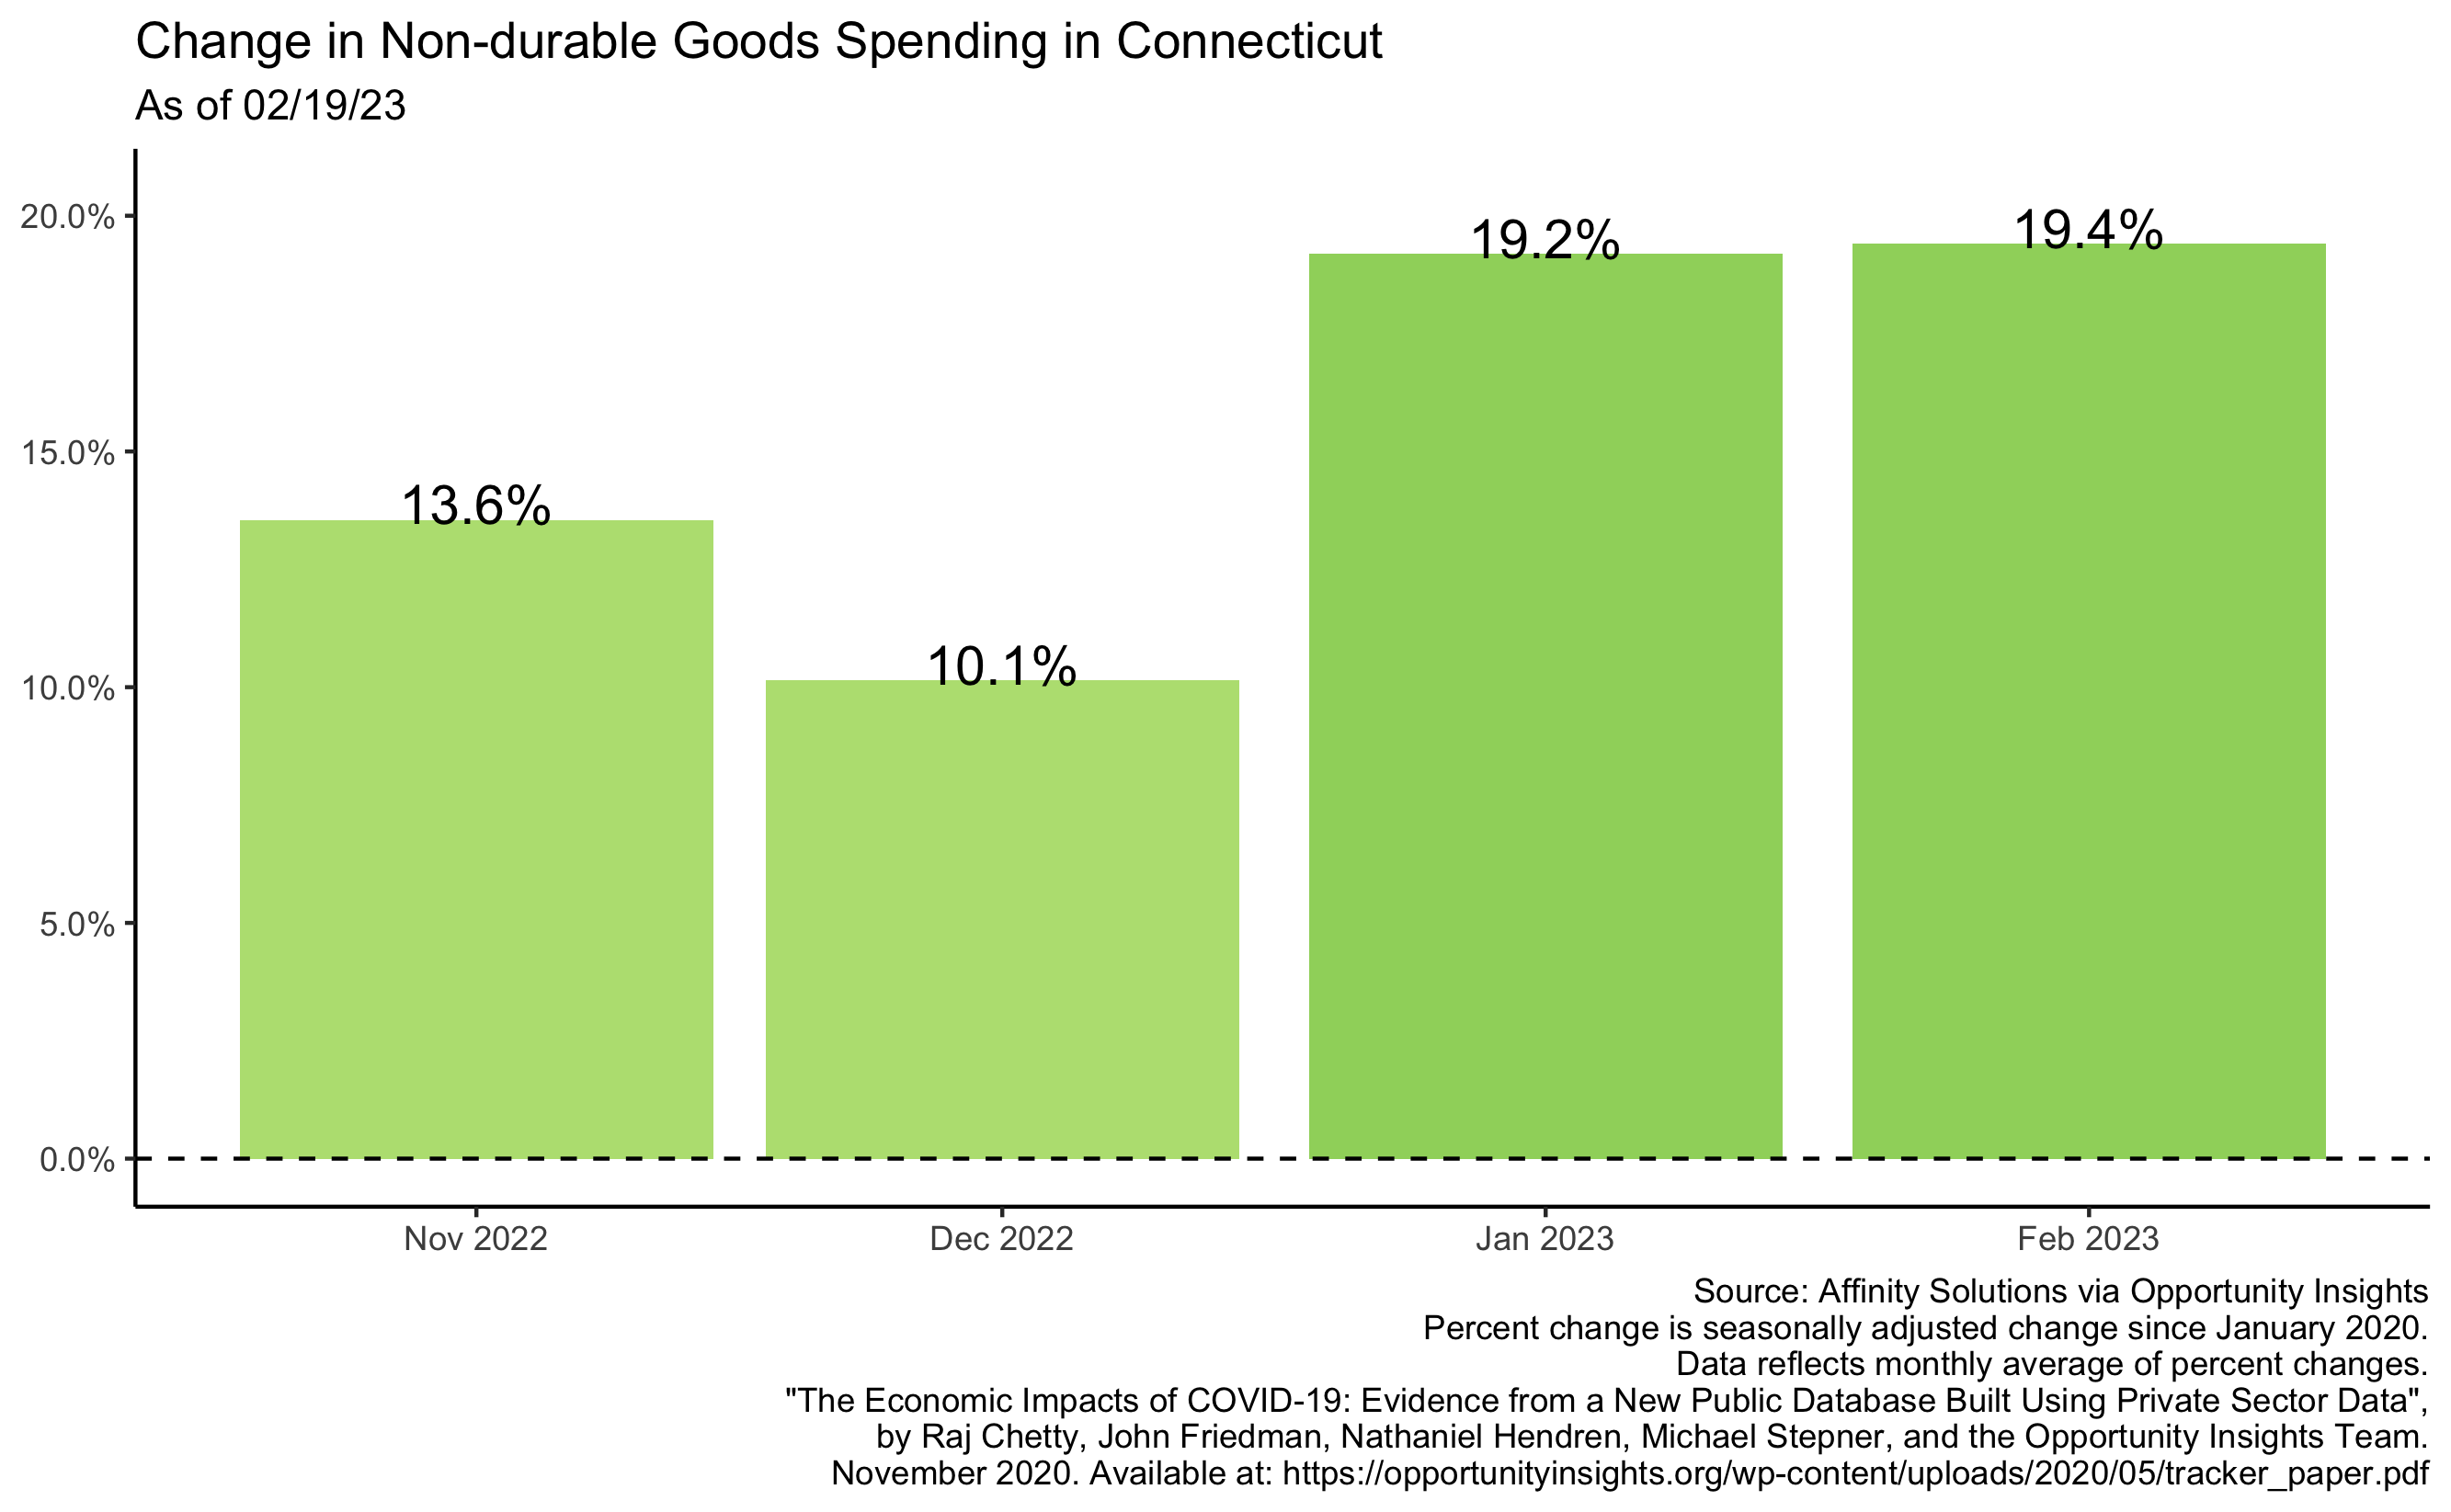 Change in Non-durable Goods Spending in Connecticut
As of 02/19/23
20.0%
15.0%
10.0%
5.0%
0.0%
13.6%
10.1%
19.2%
19.4%
Nov 2022
Dec 2022
Jan 2023
Feb 2023
Source: Affinity Solutions via Opportunity Insights
Percent change is seasonally adjusted change since January 2020.
Data reflects monthly average of percent changes.
"The Economic Impacts of COVID-19: Evidence from a New Public Database Built Using Private Sector Data",
by Raj Chetty, John Friedman, Nathaniel Hendren, Michael Stepner, and the Opportunity Insights Team.
November 2020. Available at: https://opportunityinsights.org/wp-content/uploads/2020/05/tracker_paper.pdf